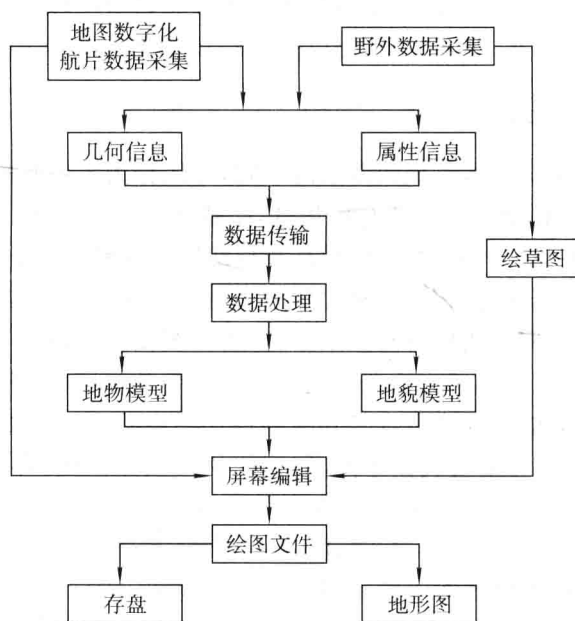 地图数字化
航片数据采集
野外数据采集
几何信息
属性信息
数据传输
绘草图
数据处理
地物模型
地貌模型
屏幕编辑
绘图文件
存盘
地形图